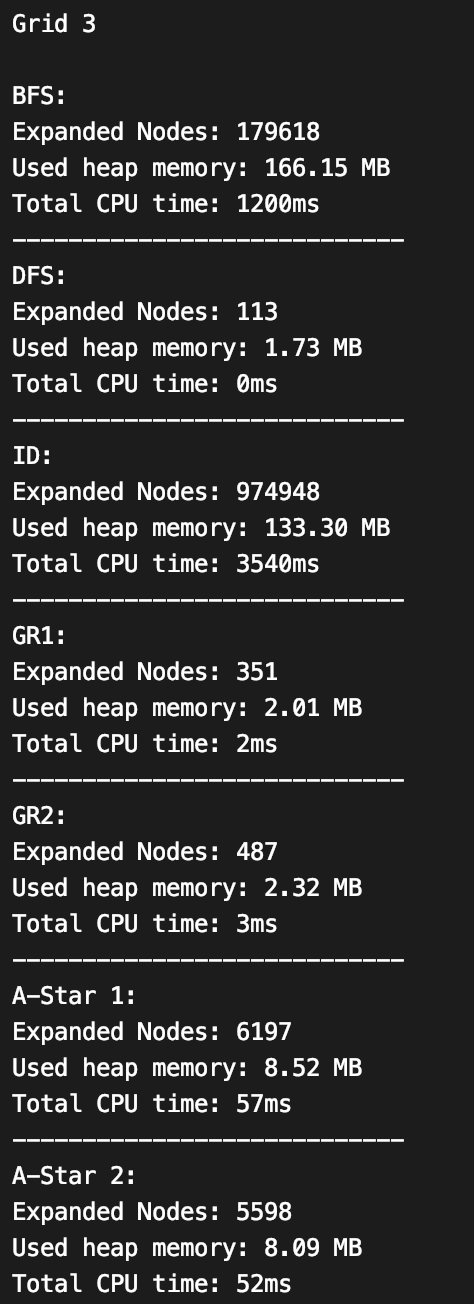 Grid 3
BFS:
Expanded Nodes: 179618
Used heap memory: 166.15 MB
Total CPU time: 1200ms
----------------------------
DFS:
Expanded Nodes: 113
Used heap memory: 1.73 MB
Total CPU time: 0ms
----------------------------
ID:
Expanded Nodes: 974948
Used heap memory: 133.30 MB
Total CPU time: 3540ms
----------------------------
GR1:
Expanded Nodes: 351
Used heap memory: 2.01 MB
Total CPU time: 2ms
----------------------------
GR2:
Expanded Nodes: 487
Used heap memory: 2.32 MB
Total CPU time: 3ms
----------------------------
A-Star 1:
Expanded Nodes: 6197
Used heap memory: 8.52 MB
Total CPU time: 57ms
----------------------------
A-Star 2:
Expanded Nodes: 5598
Used heap memory: 8.09 MB
Total CPU time: 52ms